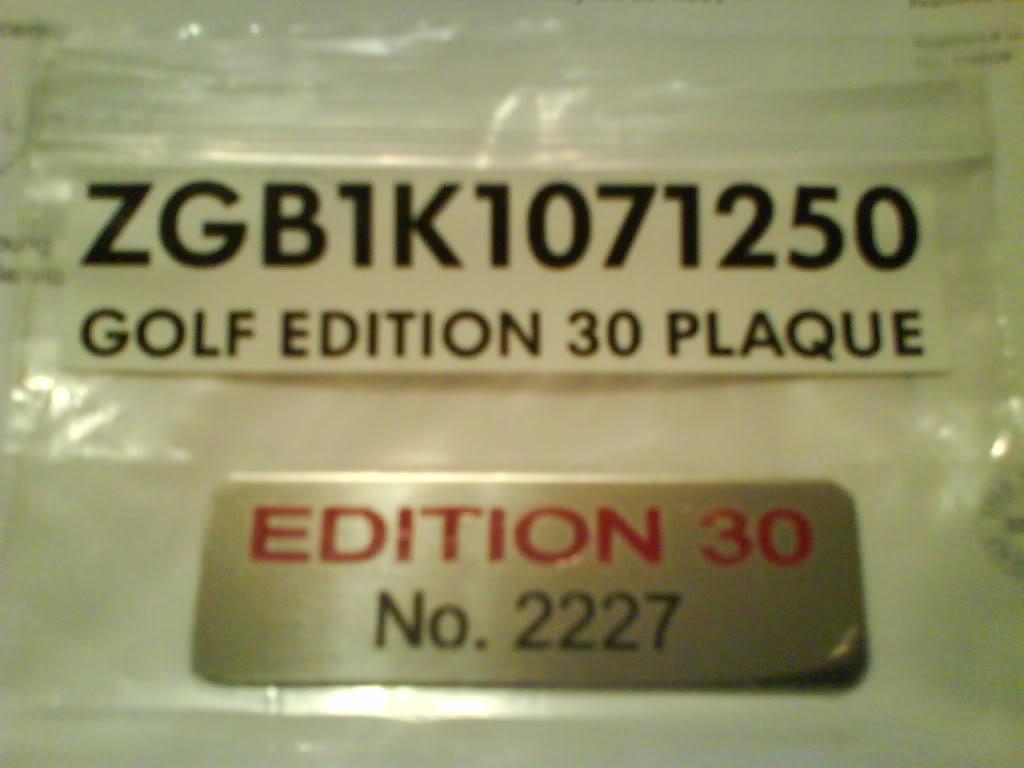 ZGB1K1071250
GOLF EDITION 30 PLAQUE
EDITION 30
No. 2227